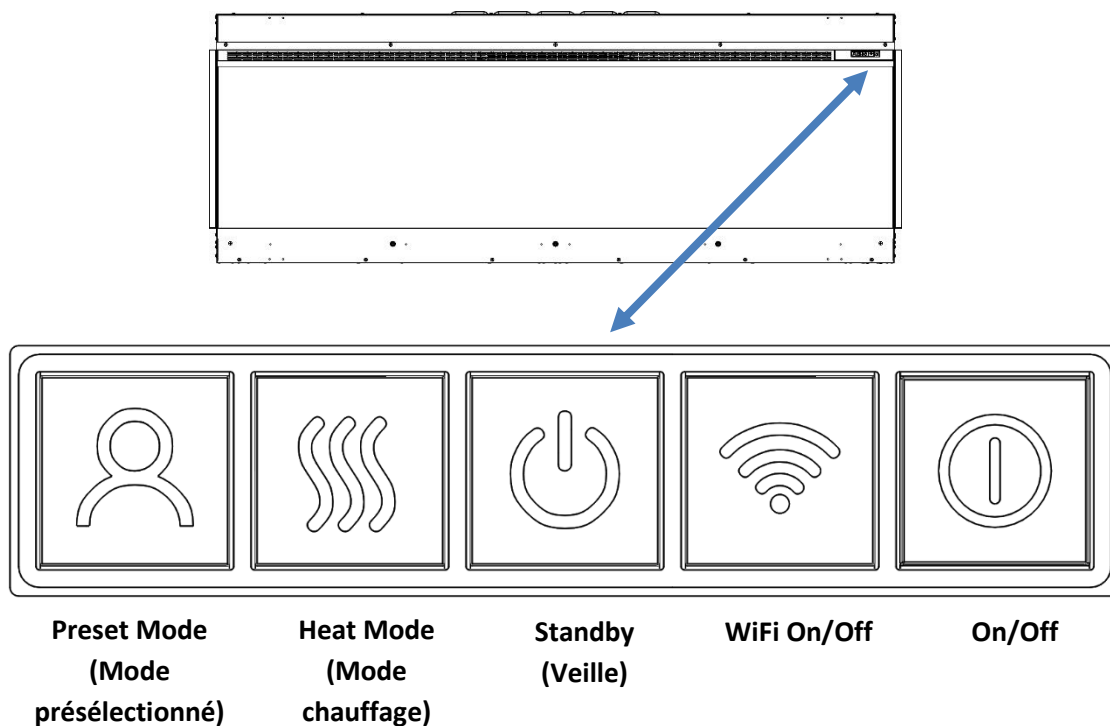 Preset Mode
(Mode
présélectionné)
Heat Mode
(Mode
chauffage)
Standby
(Veille)
WiFi On/Off
On/Off